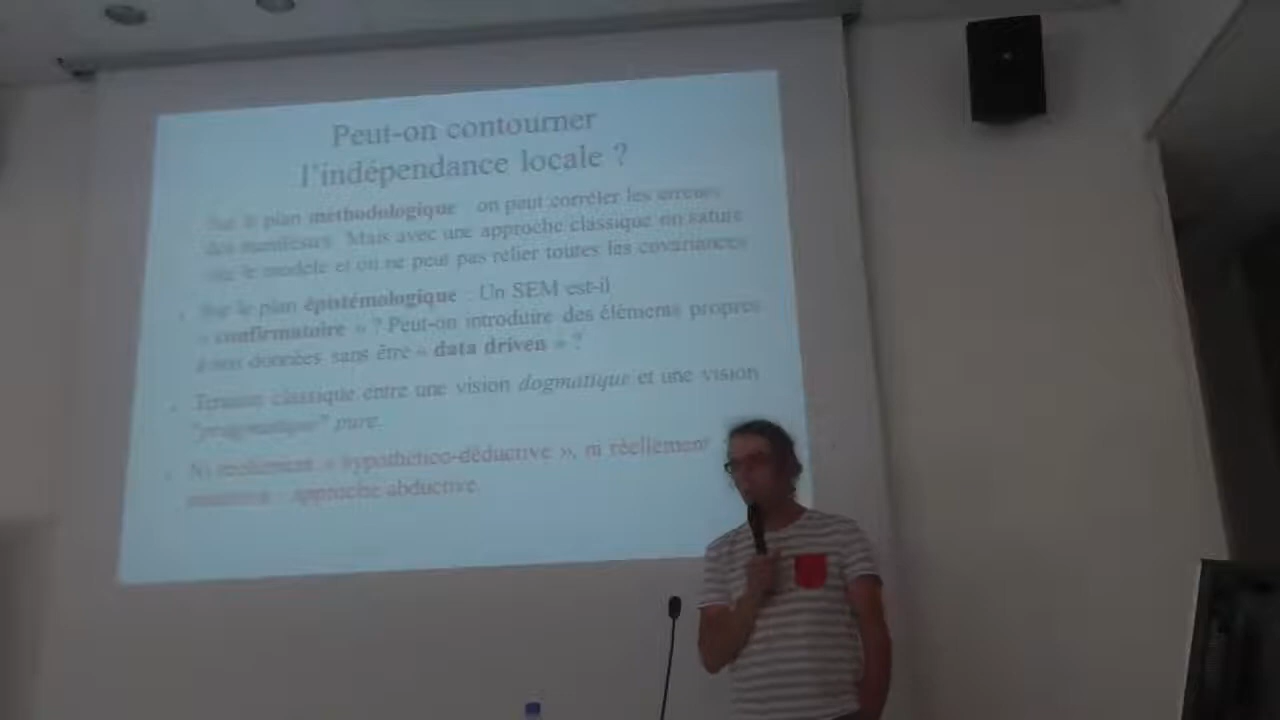 Peut-on contourner
l'indépendance locale ?
Sur le plan méthodologique : on peut corréler les erreurs
des manifestes. Mais avec une approche classique on sature
vite le modèle et on ne peut pas relier toutes les covariances
Sur le plan épistémologique : Un SEM est-il
« confirmatoire » ? Peut-on introduire des éléments propres
à nos données sans être « data driven » ?
Tension classique entre une vision dogmatique et une vision
"pragmatique" pure.
Ni réellement « hypothético-déductive », ni réellement
approche abductive.